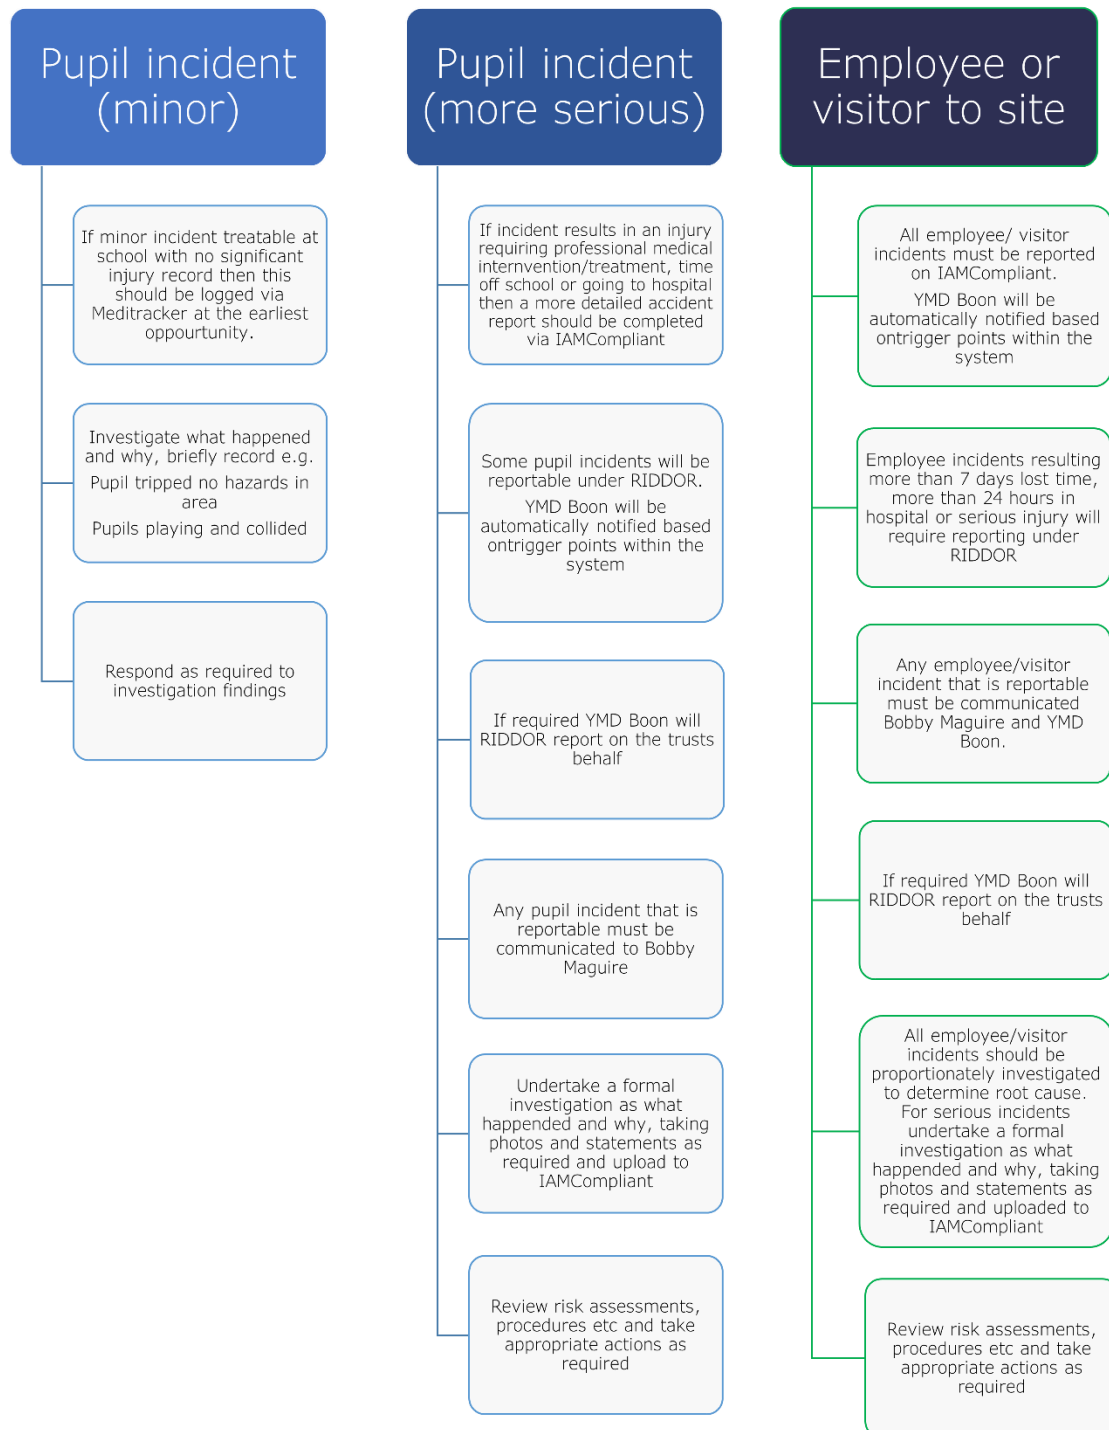 Pupil incident
(minor)
If minor incident treatable at
school with no significant
injury record then this
should be logged via
Meditracker at the earliest
oppourtunity.
Investigate what happened
and why, briefly record e.g.
Pupil tripped no hazards in
area
Pupils playing and collided
Respond as required to
investigation findings
Pupil incident
(more serious)
If incident results in an injury
requiring professional medical
internvention/treatment, time
off school or going to hospital
then a more detailed accident
report should be completed
via IAMCompliant
Some pupil incidents will be
reportable under RIDDOR.
YMD Boon will be
automatically notified based
ontrigger points within the
system
If required YMD Boon will
RIDDOR report on the trusts
behalf
Any pupil incident that is
reportable must be
communicated to Bobby
Maguire
Undertake a formal
investigation as what
happended and why, taking
photos and statements as
required and upload to
IAMCompliant
Review risk assessments,
procedures etc and take
appropriate actions as
required
Employee or
visitor to site
All employee/ visitor
incidents must be reported
on IAMCompliant.
YMD Boon will be
automatically notified based
ontrigger points within the
system
Employee incidents resulting
more than 7 days lost time,
more than 24 hours in
hospital or serious injury will
require reporting under
RIDDOR
Any employee/visitor
incident that is reportable
must be communicated
Bobby Maguire and YMD
Boon.
If required YMD Boon will
RIDDOR report on the trusts
behalf
All employee/visitor
incidents should be
proportionately investigated
to determine root cause.
For serious incidents
undertake a formal
investigation as what
happended and why, taking
photos and statements as
required and uploaded to
IAMCompliant
Review risk assessments,
procedures etc and take
appropriate actions as
required